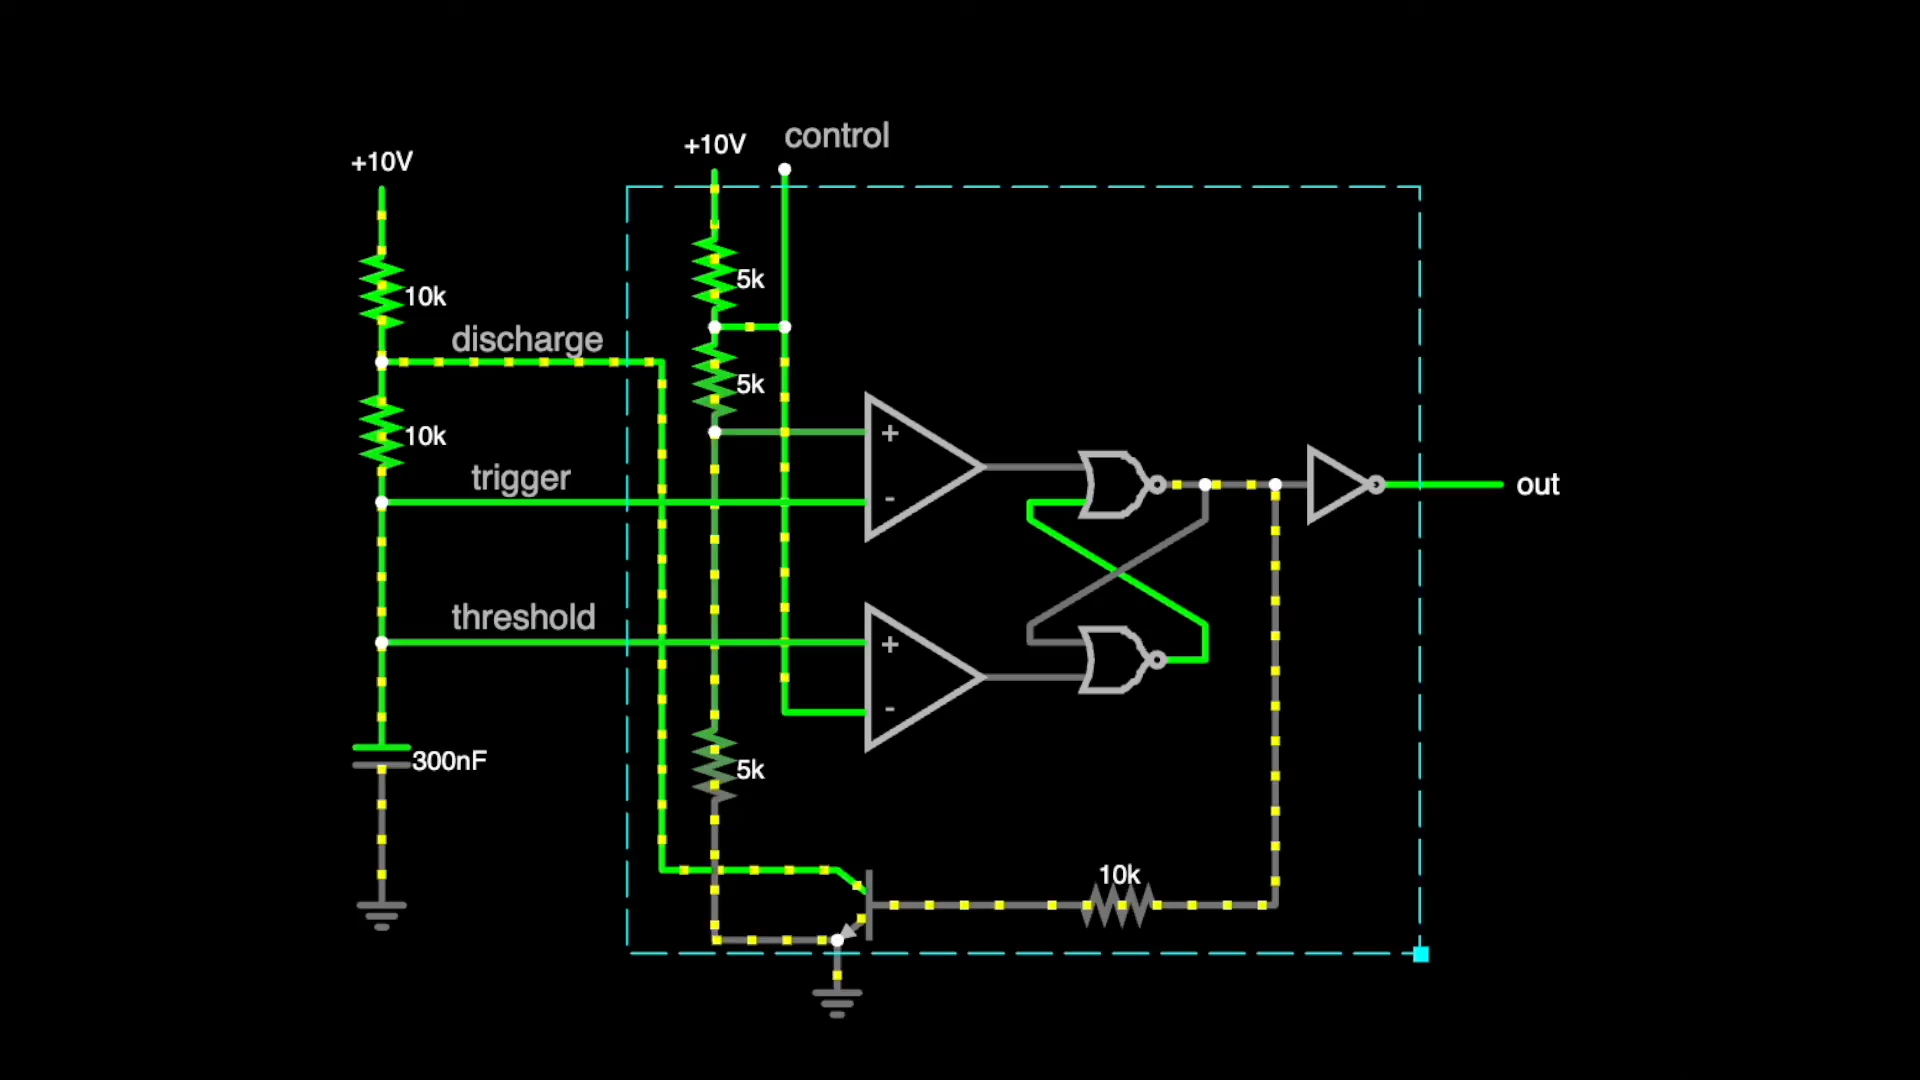 control
+10V
+10V
5k
10k
discharge
5k
+
10k
trigger
-
out
threshold
+
-
300nF
5k
10k